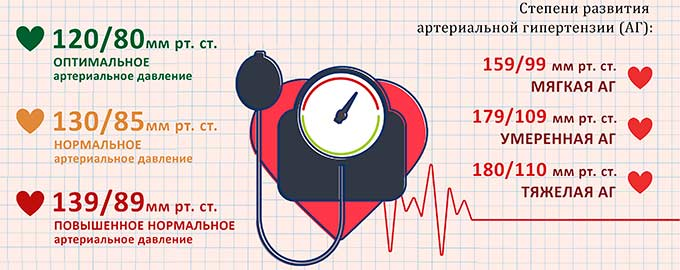 120/80мм рт. ст.
ОПТИМАЛЬНОЕ
артериальное давление
130/85мм рт. ст.
НОРМАЛЬНОЕ
артериальное давление
139/89мм рт. ст.
ПОВЫШЕННОЕ НОРМАЛЬНОЕ
артериальное давление
Степени развития
артериальной гипертензии (АГ):
159/99 мм рт. ст.
МЯГКАЯ АГ
179/109 мм рт. ст.
УМЕРЕННАЯ АГ
180/110 мм рт. ст.
ТЯЖЕЛАЯ АГ